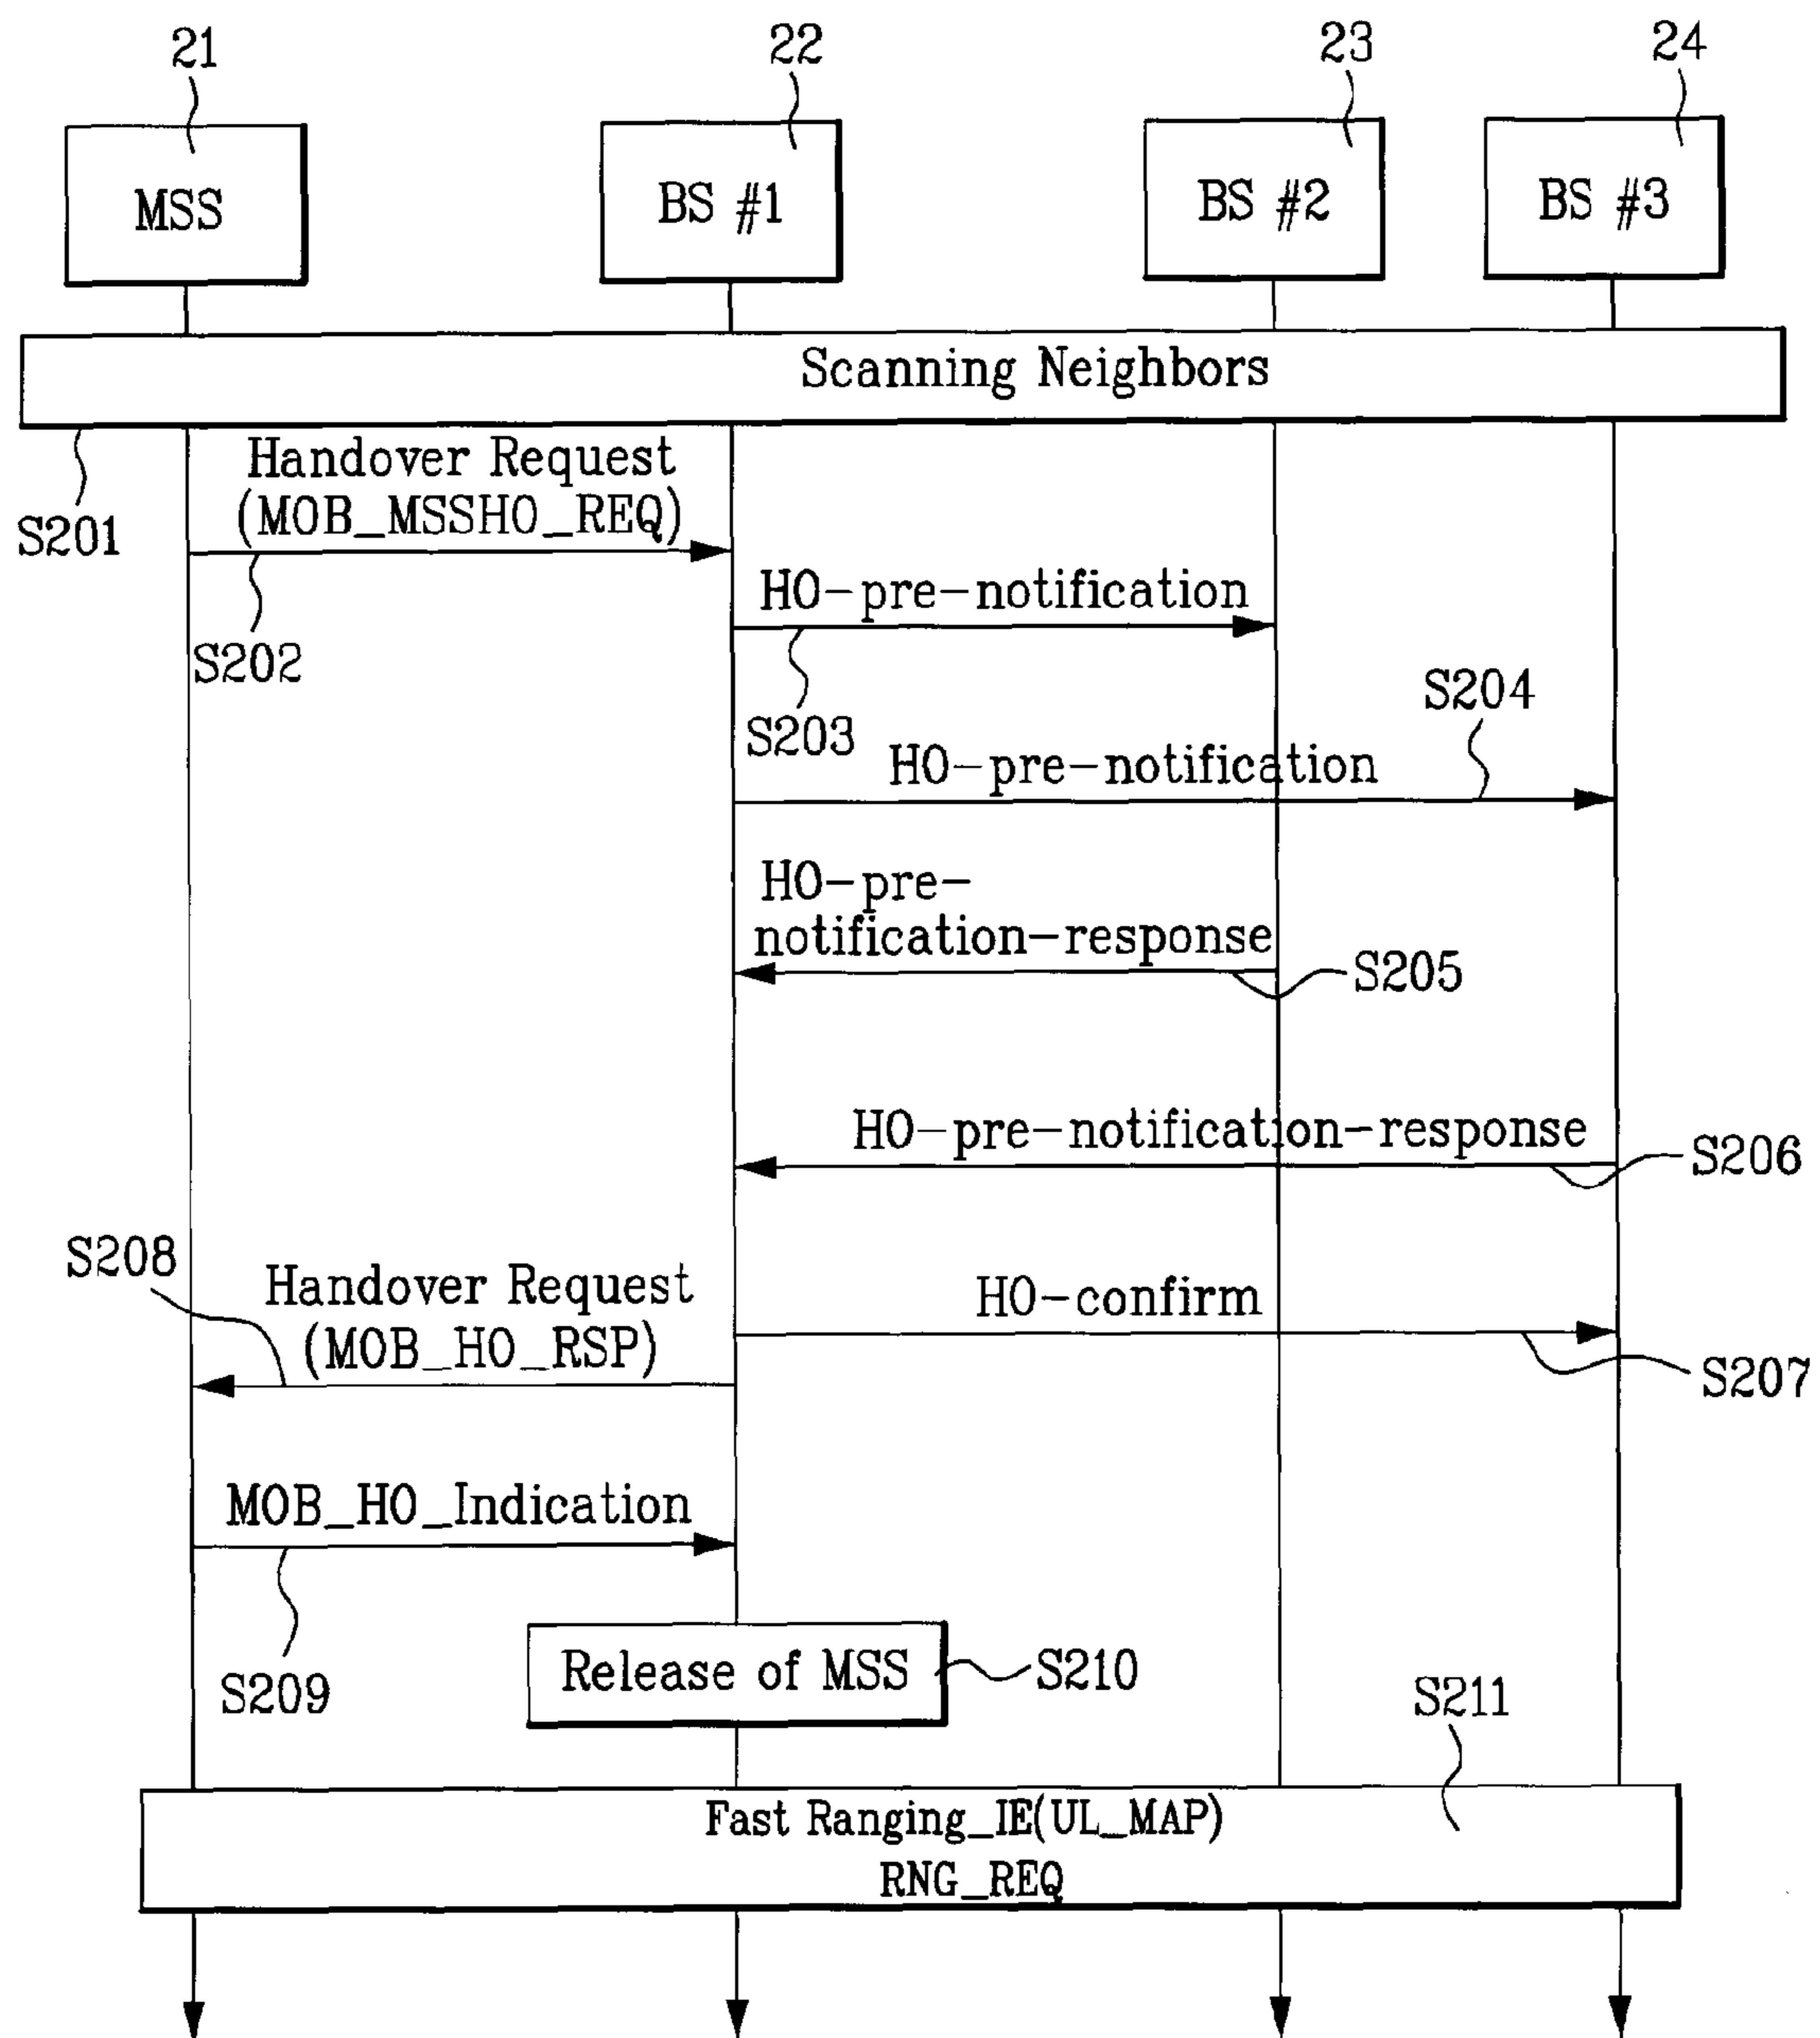 21
22
23
24
MSS
BS #1
BS #2
BS #3
Scanning Neighbors
S201
Handover Request
(MOB_MSSHO_REQ)
S202
HO-pre-notification
S203
S204
HO-pre-notification
HO-pre-
notification-response
S205
HO-pre-notification-response
S206
S208
Handover Request
(MOB_HO_RSP)
HO-confirm
S207
MOB_HO_Indication
S209
Release of MSS
S210
S211
Fast Ranging_IE(UL_MAP)
RNG_REQ